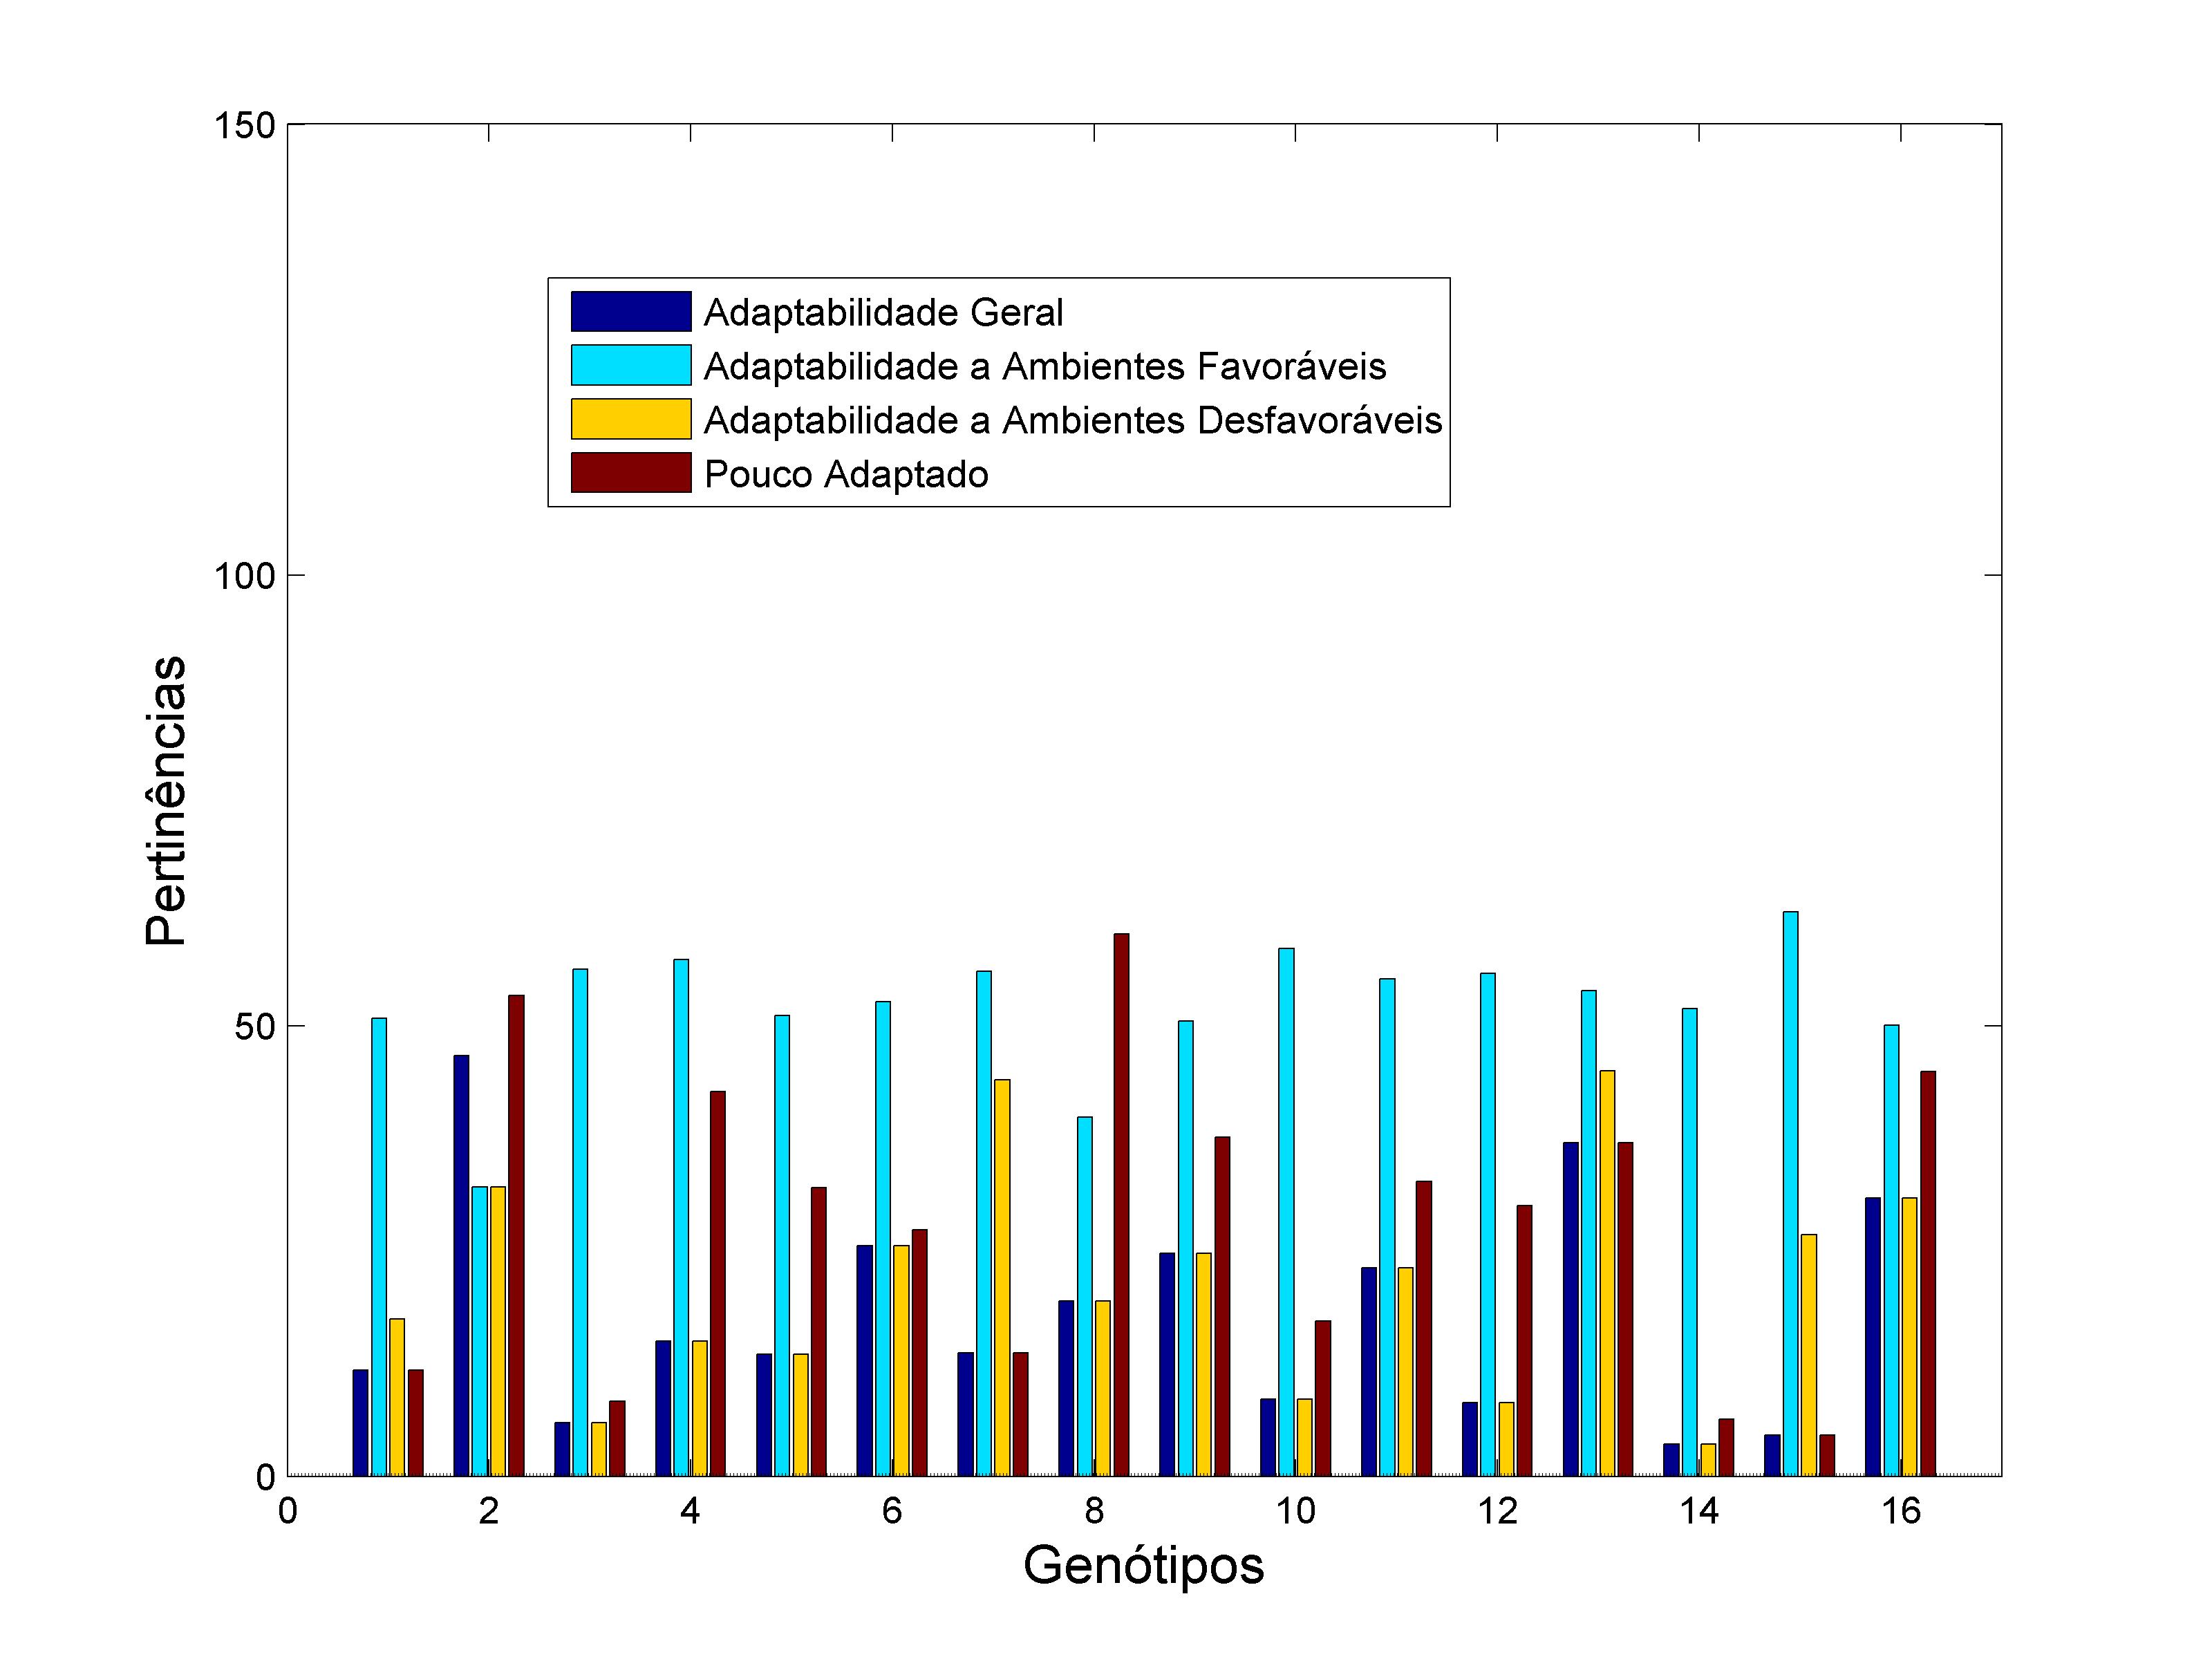 150
100
50
0
Pertinências
Adaptabilidade Geral
Adaptabilidade a Ambientes Favoráveis
Adaptabilidade a Ambientes Desfavoráveis
Pouco Adaptado
0 2 4 6 8 10 12 14 16
Genótipos